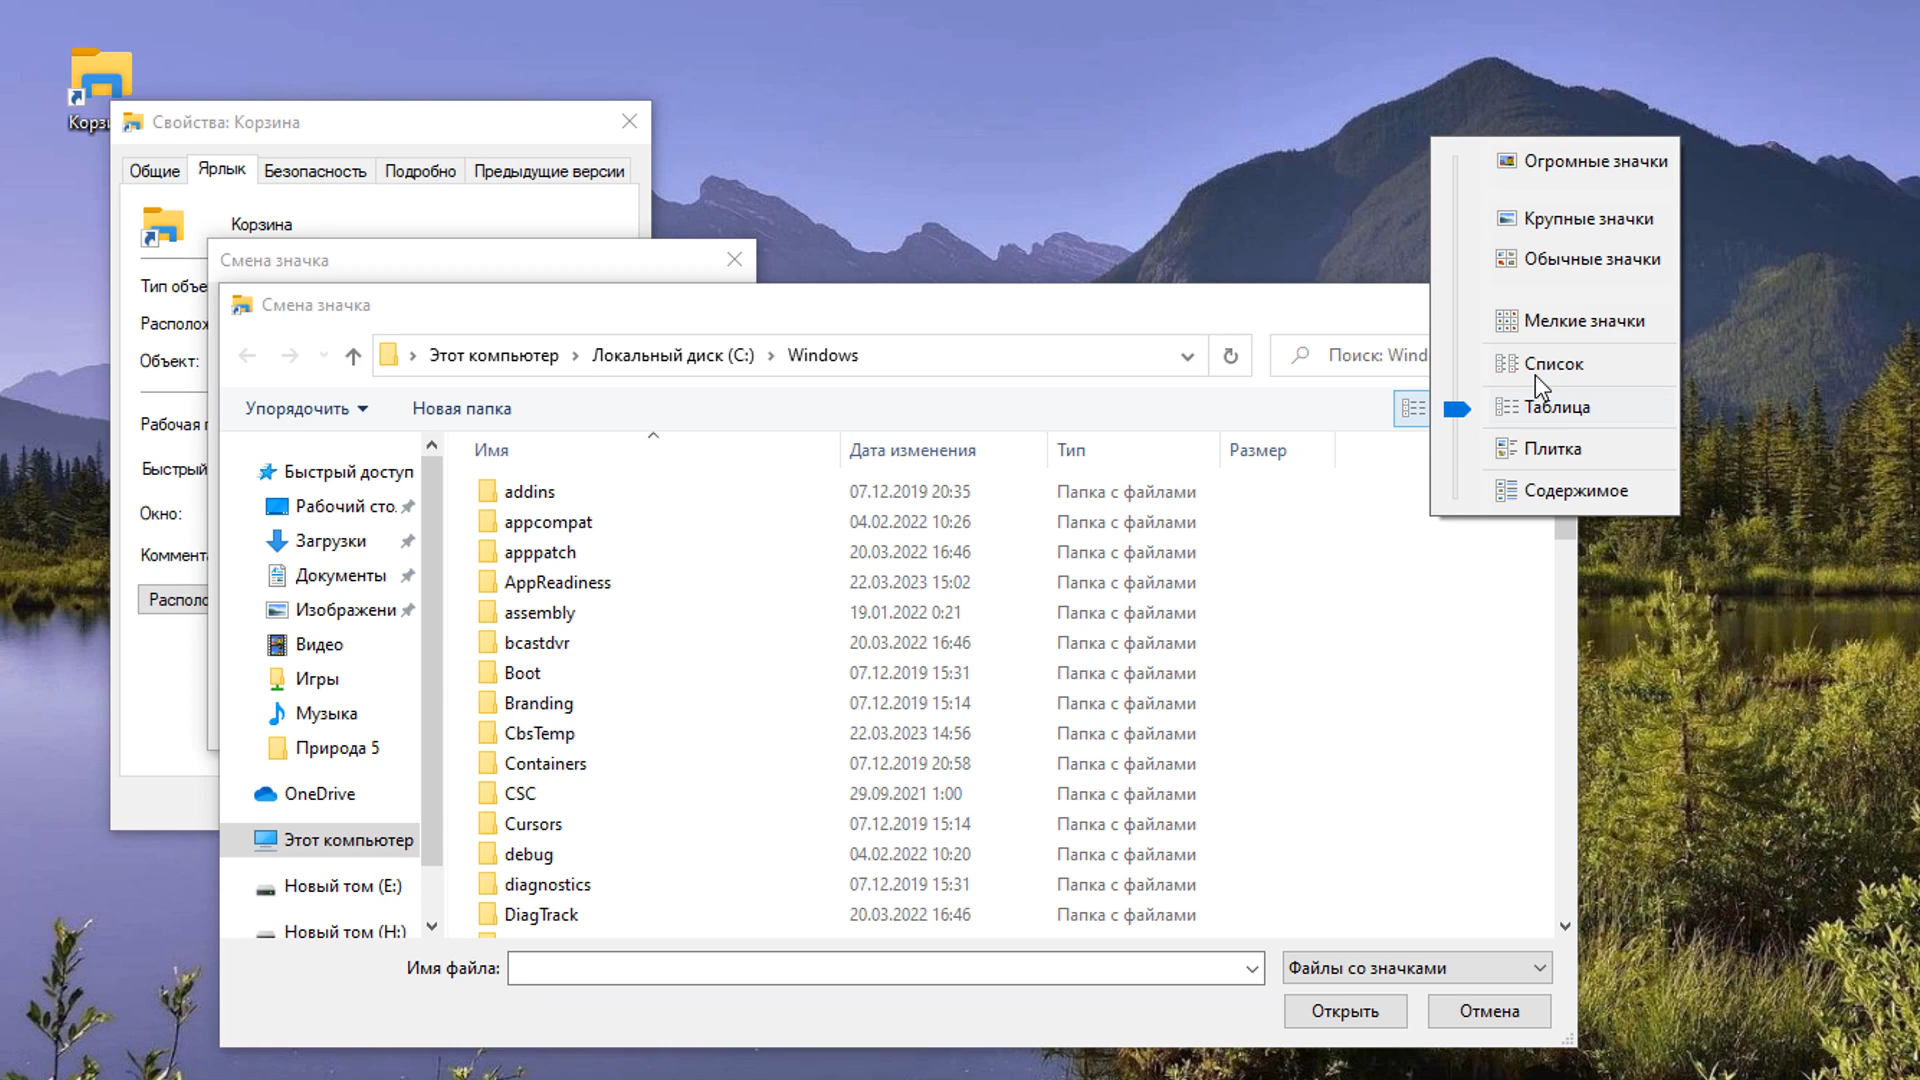 Корзи
Свойства: Корзина
Общие Ярлык Безопасность Подробно Предыдущие версии
Корзина
Тип объе
Располож
Объект:
Рабочая п
Быстрый
Окно:
Коммента
Располо
Смена значка
Смена значка
Этот компьютер Локальный диск (C:) Windows
Поиск: Wind
Упорядочить Новая папка
Быстрый доступ
Рабочий сто.
Загрузки
Документы
Изображени
Видео
Игры
Музыка
Природа 5
OneDrive
Этот компьютер
Новый том (E:)
Новый том (H:)
Имя Дата изменения Тип Размер
addins 07.12.2019 20:35 Папка с файлами
appcompat 04.02.2022 10:26 Папка с файлами
apppatch 20.03.2022 16:46 Папка с файлами
AppReadiness 22.03.2023 15:02 Папка с файлами
assembly 19.01.2022 0:21 Папка с файлами
bcastdvr 20.03.2022 16:46 Папка с файлами
Boot 07.12.2019 15:31 Папка с файлами
Branding 07.12.2019 15:14 Папка с файлами
CbsTemp 22.03.2023 14:56 Папка с файлами
Containers 07.12.2019 20:58 Папка с файлами
CSC 29.09.2021 1:00 Папка с файлами
Cursors 07.12.2019 15:14 Папка с файлами
debug 04.02.2022 10:20 Папка с файлами
diagnostics 07.12.2019 15:31 Папка с файлами
DiagTrack 20.03.2022 16:46 Папка с файлами
Имя файла:
Файлы со значками
Открыть Отмена
Огромные значки
Крупные значки
Обычные значки
Мелкие значки
Список
Таблица
Плитка
Содержимое